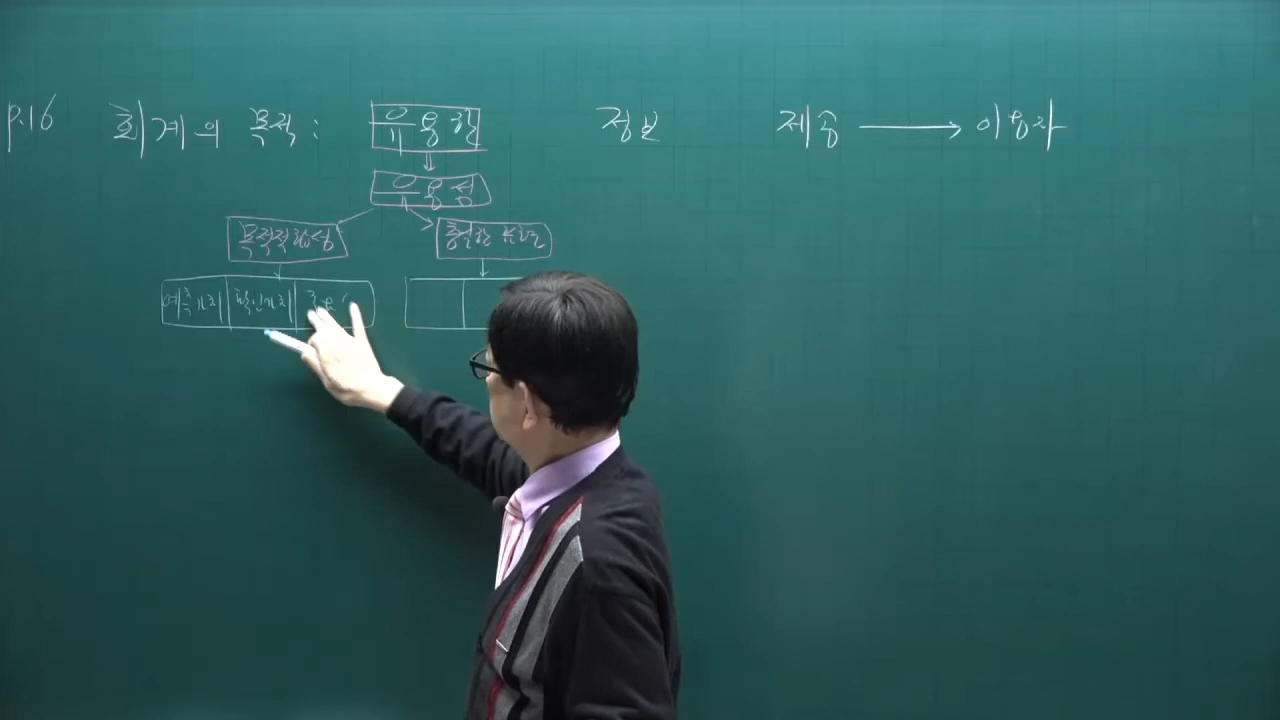 p.16 회계의 목적: 유용한 정보 제공 → 이용자
유용성
목적적합성 충실한 표현
예측가치 확인가치